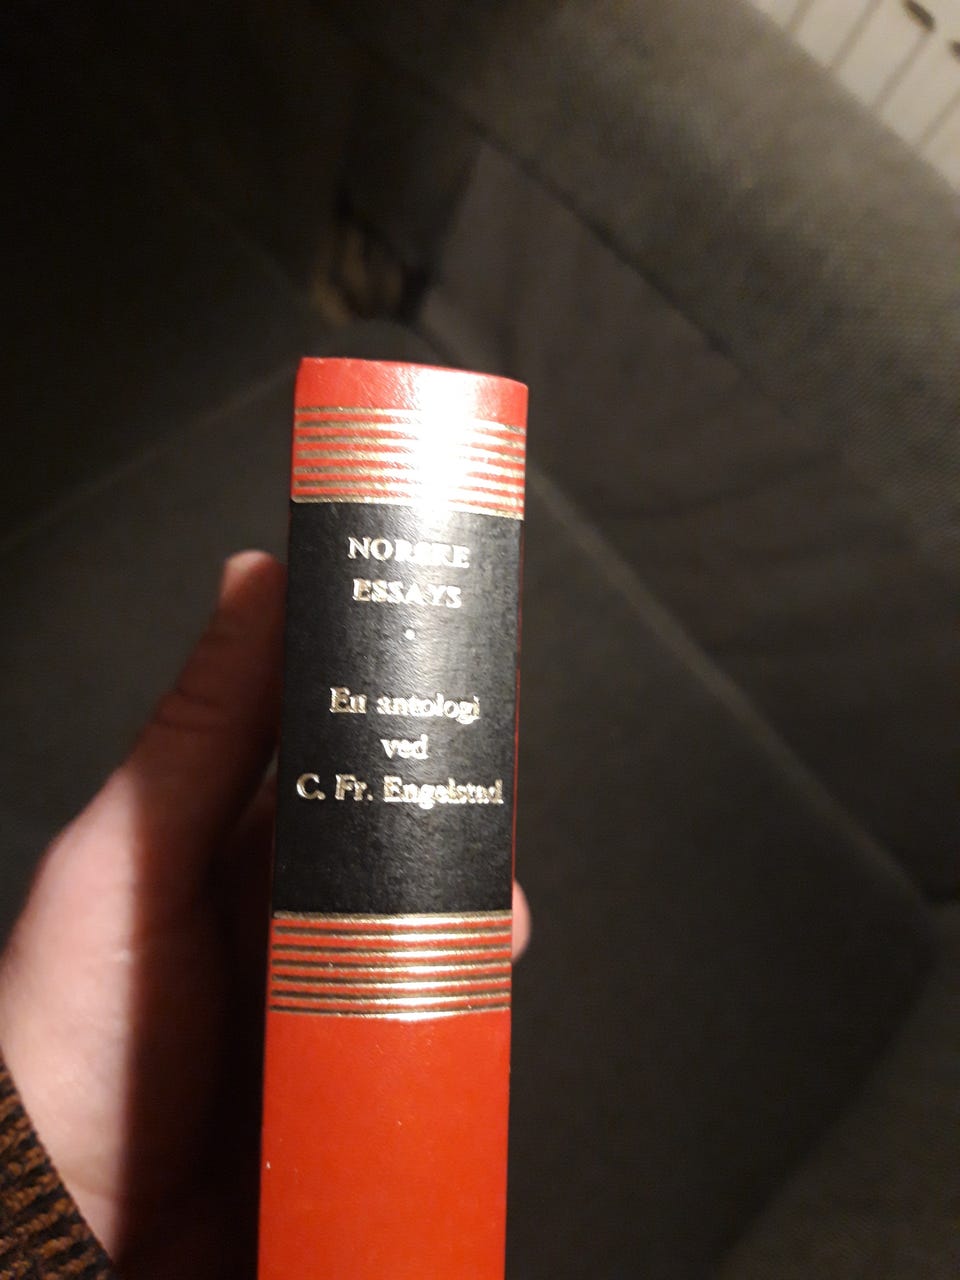 NORSKE
ESSAYS
•
En antologi
ved
C. Fr. Engelstad